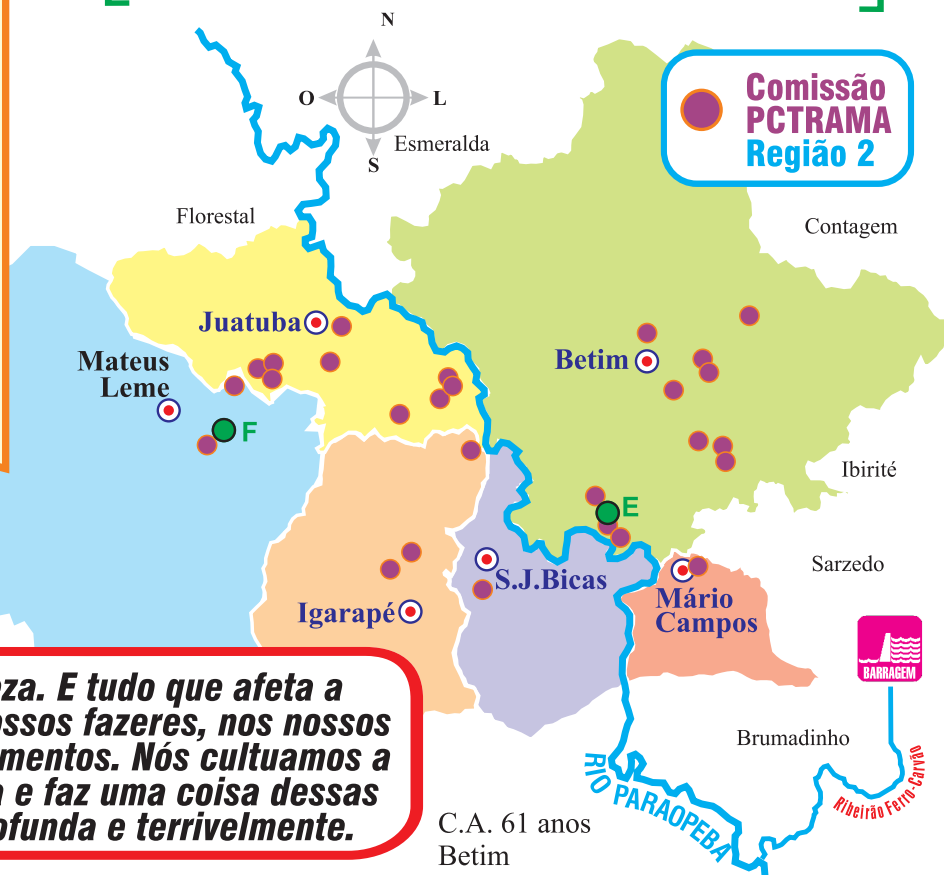 N
O
L
S
Esmeralda
Comissão
PCTRAMA
Região 2
Florestal
Contagem
Juatuba
Mateus
Leme
Betim
F
Ibirité
E
Sarzedo
S.J.Bicas
Igarapé
Mário
Campos
BARRAGEM
Brumadinho
RIO PARAOPEBA
Ribeirão Ferro-Carvão
za. E tudo que afeta a
ossos fazeres, nos nossos
mentos. Nós cultuamos a
e faz uma coisa dessas
ofunda e terrivelmente.
C.A. 61 anos
Betim